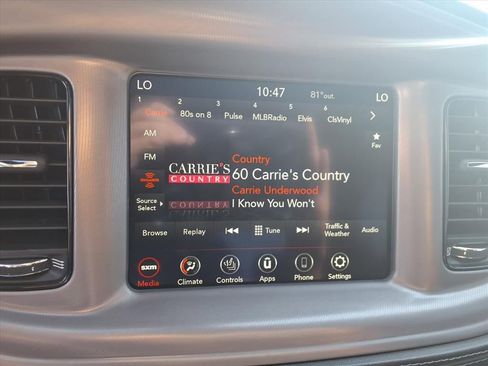 LO 10:47 81°out. LO
1 2 3 4 5 6
Carrie 80s on 8 Pulse MLBRadio Elvis ClsVinyl
AM
Fav
FM
Country
CARRIE'S
COUNTRY
60 Carrie's Country
Carrie Underwood
Source
Select
I Know You Won't
Browse Replay Tune Traffic &
Weather Audio
sxm
Media Climate Controls Apps Phone Settings